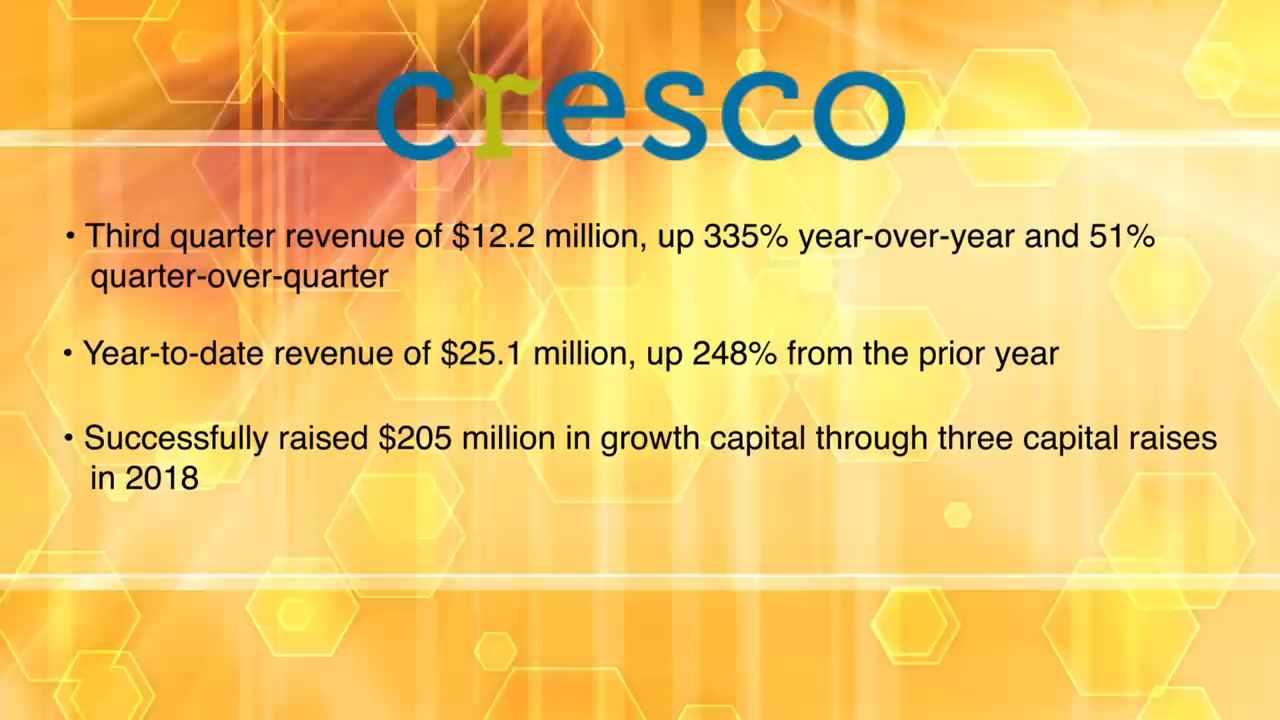 cresco
• Third quarter revenue of $12.2 million, up 335% year-over-year and 51%
quarter-over-quarter
• Year-to-date revenue of $25.1 million, up 248% from the prior year
• Successfully raised $205 million in growth capital through three capital raises
in 2018